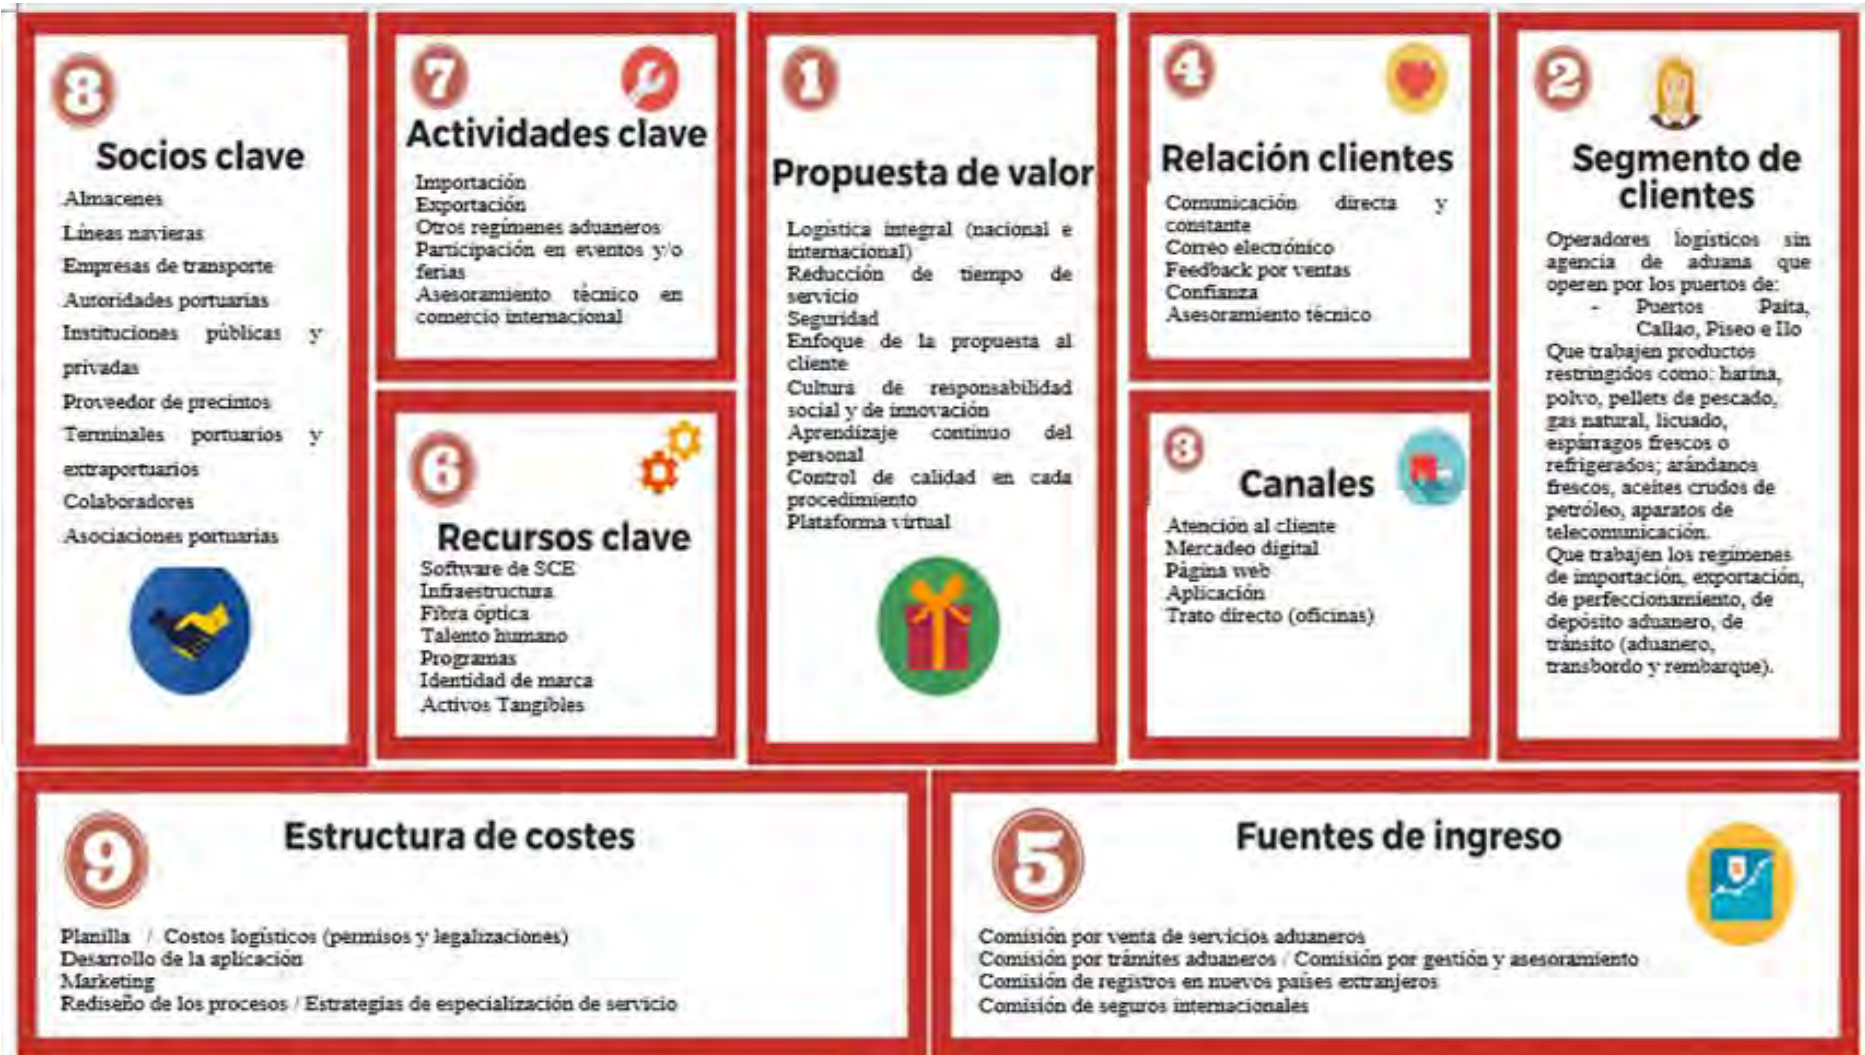 8
Socios clave
Almacenes
Líneas navieras
Empresas de transporte
Autoridades portuarias
Instituciones públicas y
privadas
Proveedor de precintos
Terminales portuarios y
extraportuarios
Colaboradores
Asociaciones portuarias
7
Actividades clave
Importación
Exportación
Otros regímenes aduaneros
Participación en eventos y/o
ferias
Asesoramiento técnico en
comercio internacional
6
Recursos clave
Software de SCE
Infraestructura
Fibra óptica
Talento humano
Programas
Identidad de marca
Activos Tangibles
1
Propuesta de valor
Logística integral (nacional e
internacional)
Reducción de tiempo de
servicio
Seguridad
Enfoque de la propuesta al
cliente
Cultura de responsabilidad
social y de innovación
Aprendizaje continuo del
personal
Control de calidad en cada
procedimiento
Plataforma virtual
4
Relación clientes
Comunicación directa y
constante
Correo electrónico
Feedback por ventas
Confianza
Asesoramiento técnico
3
Canales
Atención al cliente
Mercadeo digital
Página web
Aplicación
Trato directo (oficinas)
2
Segmento de
clientes
Operadores logísticos sin
agencia de aduana que
operen por los puertos de:
- Puertos Paita,
Callao, Pisco e Ilo
Que trabajen productos
restringidos como: harina,
polvo, pellets de pescado,
gas natural, licuado,
espárragos frescos o
refrigerados; arándanos
frescos, aceites crudos de
petróleo, aparatos de
telecomunicación.
Que trabajen los regímenes
de importación, exportación,
de perfeccionamiento, de
depósito aduanero, de
tránsito (aduanero,
transbordo y rembarque).
9
Estructura de costes
Planilla / Costos logísticos (permisos y legalizaciones)
Desarrollo de la aplicación
Marketing
Rediseño de los procesos / Estrategias de especialización de servicio
5
Fuentes de ingreso
Comisión por venta de servicios aduaneros
Comisión por trámites aduaneros / Comisión por gestión y asesoramiento
Comisión de registros en nuevos países extranjeros
Comisión de seguros internacionales